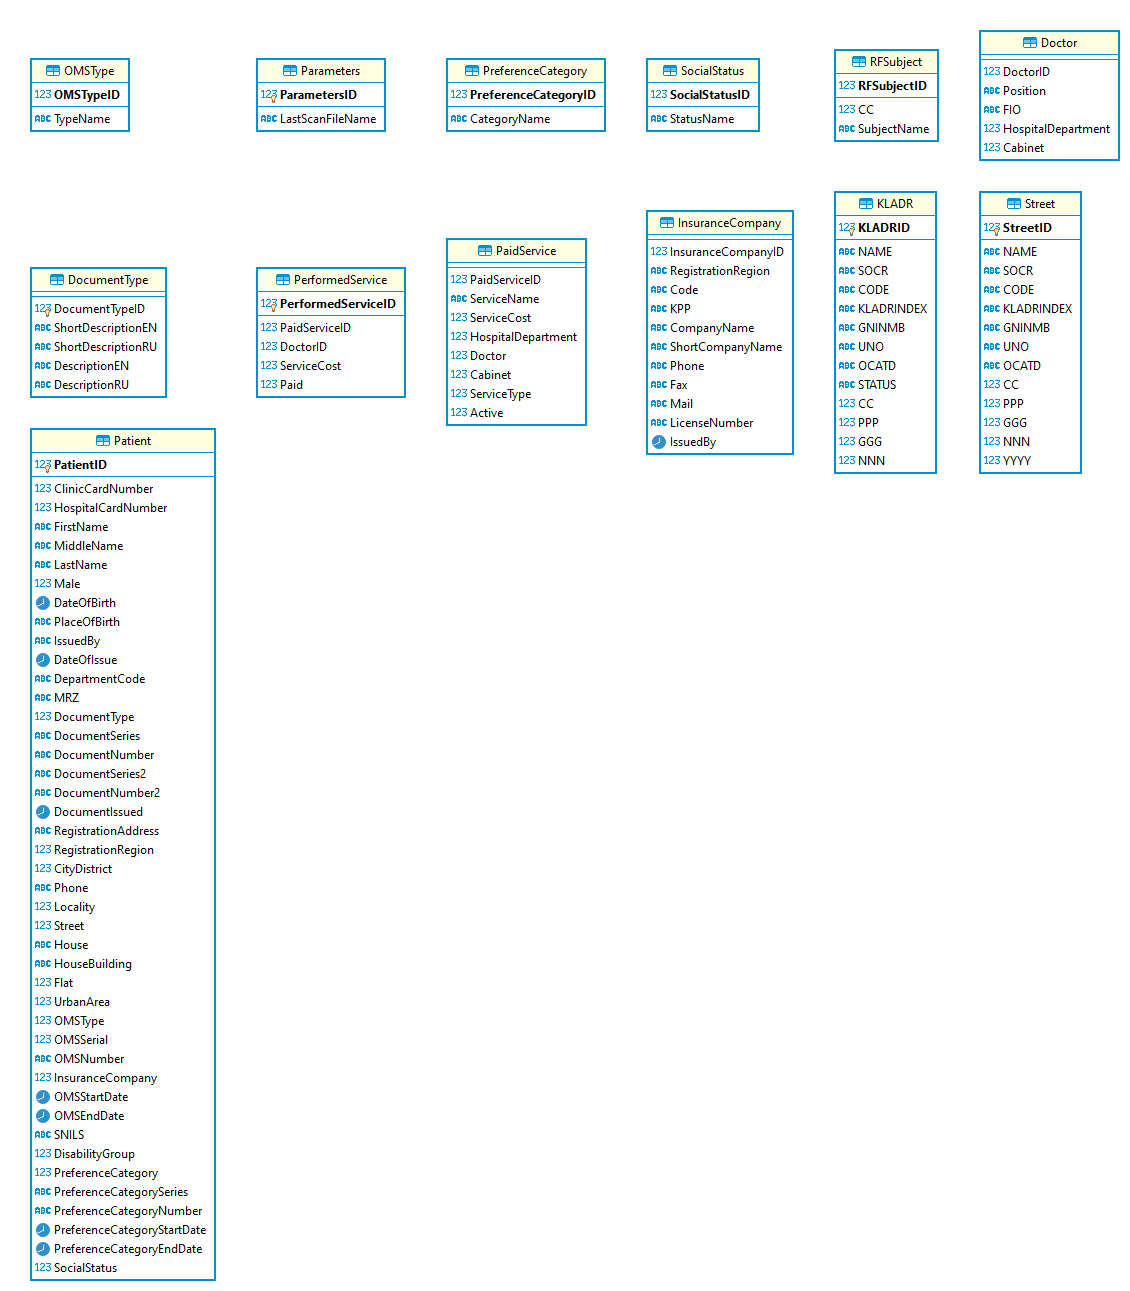 OMSType
123 OMSTypeID
ABC TypeName
Parameters
123 ParametersID
ABC LastScanFileName
PreferenceCategory
123 PreferenceCategoryID
ABC CategoryName
SocialStatus
123 SocialStatusID
ABC StatusName
RFSubject
123 RFSubjectID
123 CC
ABC SubjectName
Doctor
123 DoctorID
ABC Position
ABC FIO
123 HospitalDepartment
123 Cabinet
DocumentType
123 DocumentTypeID
ABC ShortDescriptionEN
ABC ShortDescriptionRU
ABC DescriptionEN
ABC DescriptionRU
PerformedService
123 PerformedServiceID
123 PaidServiceID
123 DoctorID
123 ServiceCost
123 Paid
PaidService
123 PaidServiceID
ABC ServiceName
123 ServiceCost
123 HospitalDepartment
123 Doctor
123 Cabinet
123 ServiceType
123 Active
InsuranceCompany
123 InsuranceCompanyID
ABC RegistrationRegion
ABC Code
ABC KPP
ABC CompanyName
ABC ShortCompanyName
ABC Phone
ABC Fax
ABC Mail
ABC LicenseNumber
IssuedBy
KLADR
123 KLADRID
ABC NAME
ABC SOCR
ABC CODE
ABC KLADRINDEX
ABC GNINMB
ABC UNO
ABC OCATD
ABC STATUS
123 CC
123 PPP
123 GGG
123 NNN
Street
123 StreetID
ABC NAME
ABC SOCR
ABC CODE
ABC KLADRINDEX
ABC GNINMB
ABC UNO
ABC OCATD
123 CC
123 PPP
123 GGG
123 NNN
123 YYYY
Patient
123 PatientID
123 ClinicCardNumber
123 HospitalCardNumber
ABC FirstName
ABC MiddleName
ABC LastName
123 Male
DateOfBirth
ABC PlaceOfBirth
ABC IssuedBy
DateOfIssue
ABC DepartmentCode
ABC MRZ
123 DocumentType
ABC DocumentSeries
ABC DocumentNumber
ABC DocumentSeries2
ABC DocumentNumber2
DocumentIssued
ABC RegistrationAddress
123 RegistrationRegion
123 CityDistrict
ABC Phone
123 Locality
123 Street
ABC House
ABC HouseBuilding
123 Flat
123 UrbanArea
123 OMSType
123 OMSSerial
ABC OMSNumber
123 InsuranceCompany
OMSStartDate
OMSEndDate
ABC SNILS
123 DisabilityGroup
123 PreferenceCategory
ABC PreferenceCategorySeries
ABC PreferenceCategoryNumber
PreferenceCategoryStartDate
PreferenceCategoryEndDate
123 SocialStatus